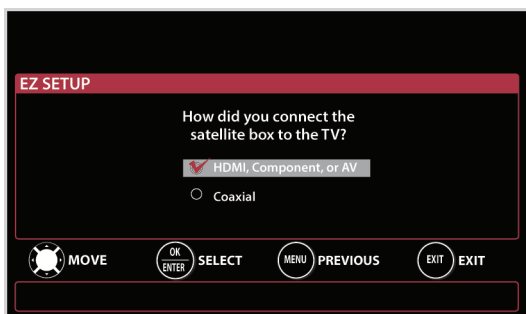 EZ SETUP
How did you connect the
satellite box to the TV?
HDMI, Component, or AV
Coaxial
OK ENTER SELECT
MOVE
MENU PREVIOUS
EXIT EXIT